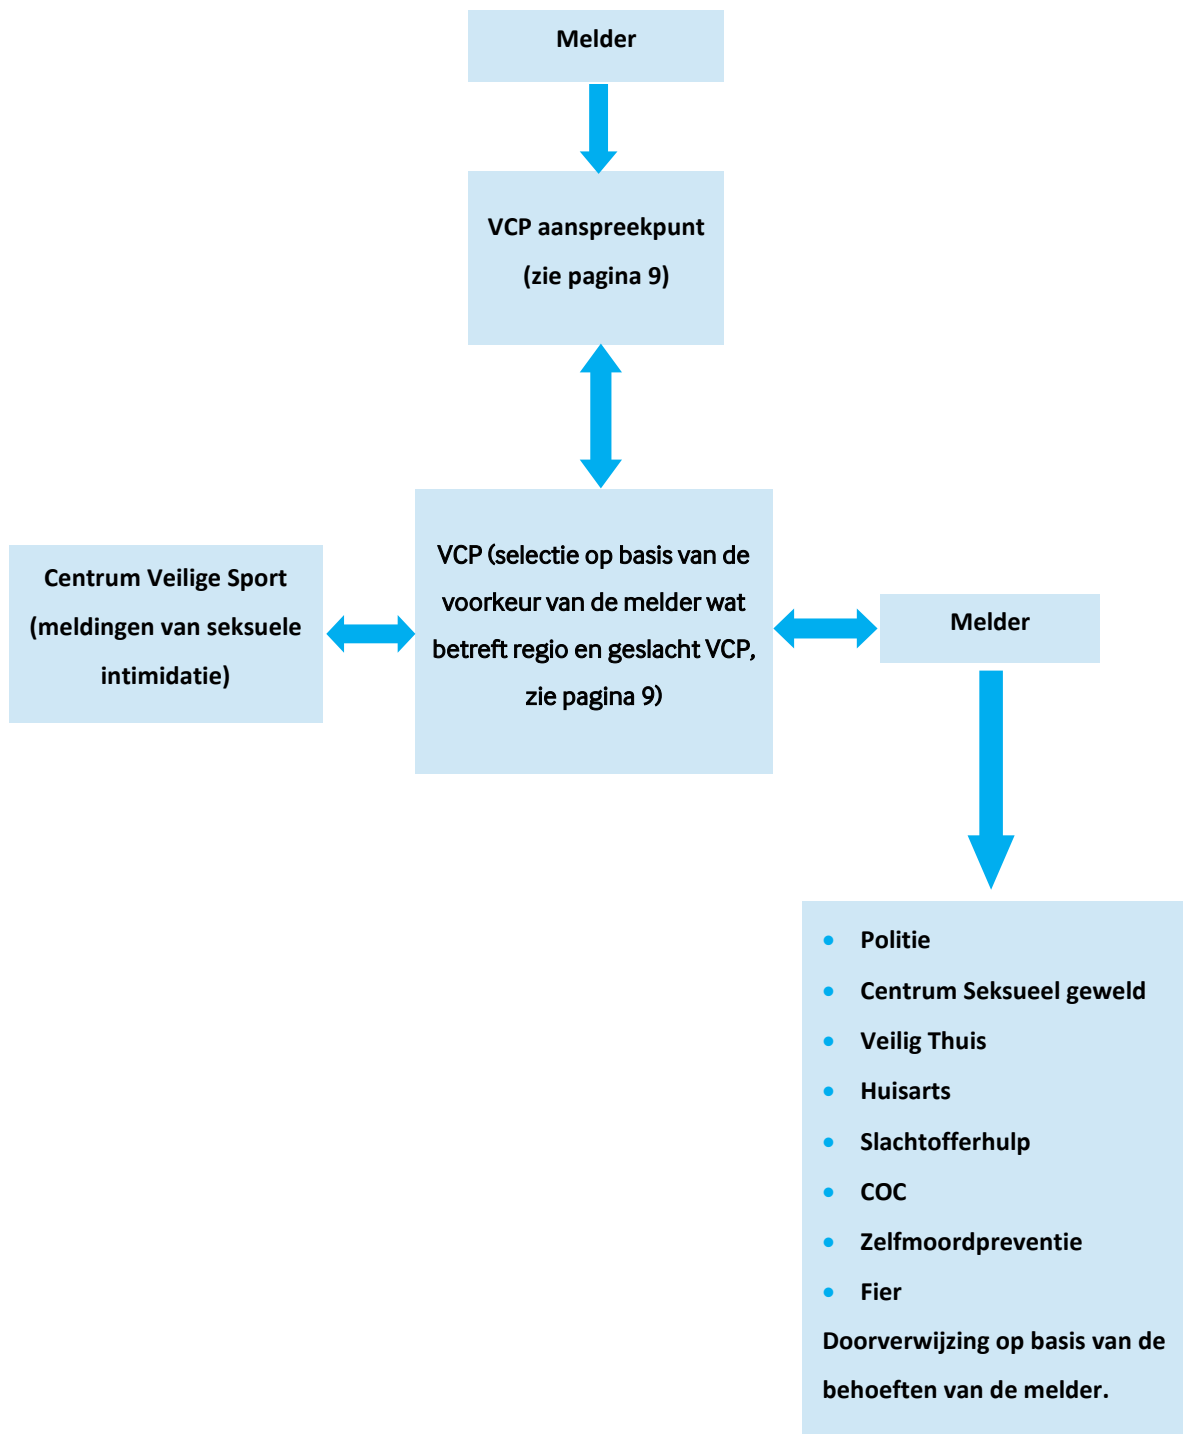 Melder
VCP aanspreekpunt
(zie pagina 9)
VCP (selectie op basis van de
voorkeur van de melder wat
betreft regio en geslacht VCP,
zie pagina 9)
Centrum Veilige Sport
(meldingen van seksuele
intimidatie)
Melder
• Politie
• Centrum Seksueel geweld
• Veilig Thuis
• Huisarts
• Slachtofferhulp
• COC
• Zelfmoordpreventie
• Fier
Doorverwijzing op basis van de
behoeften van de melder.